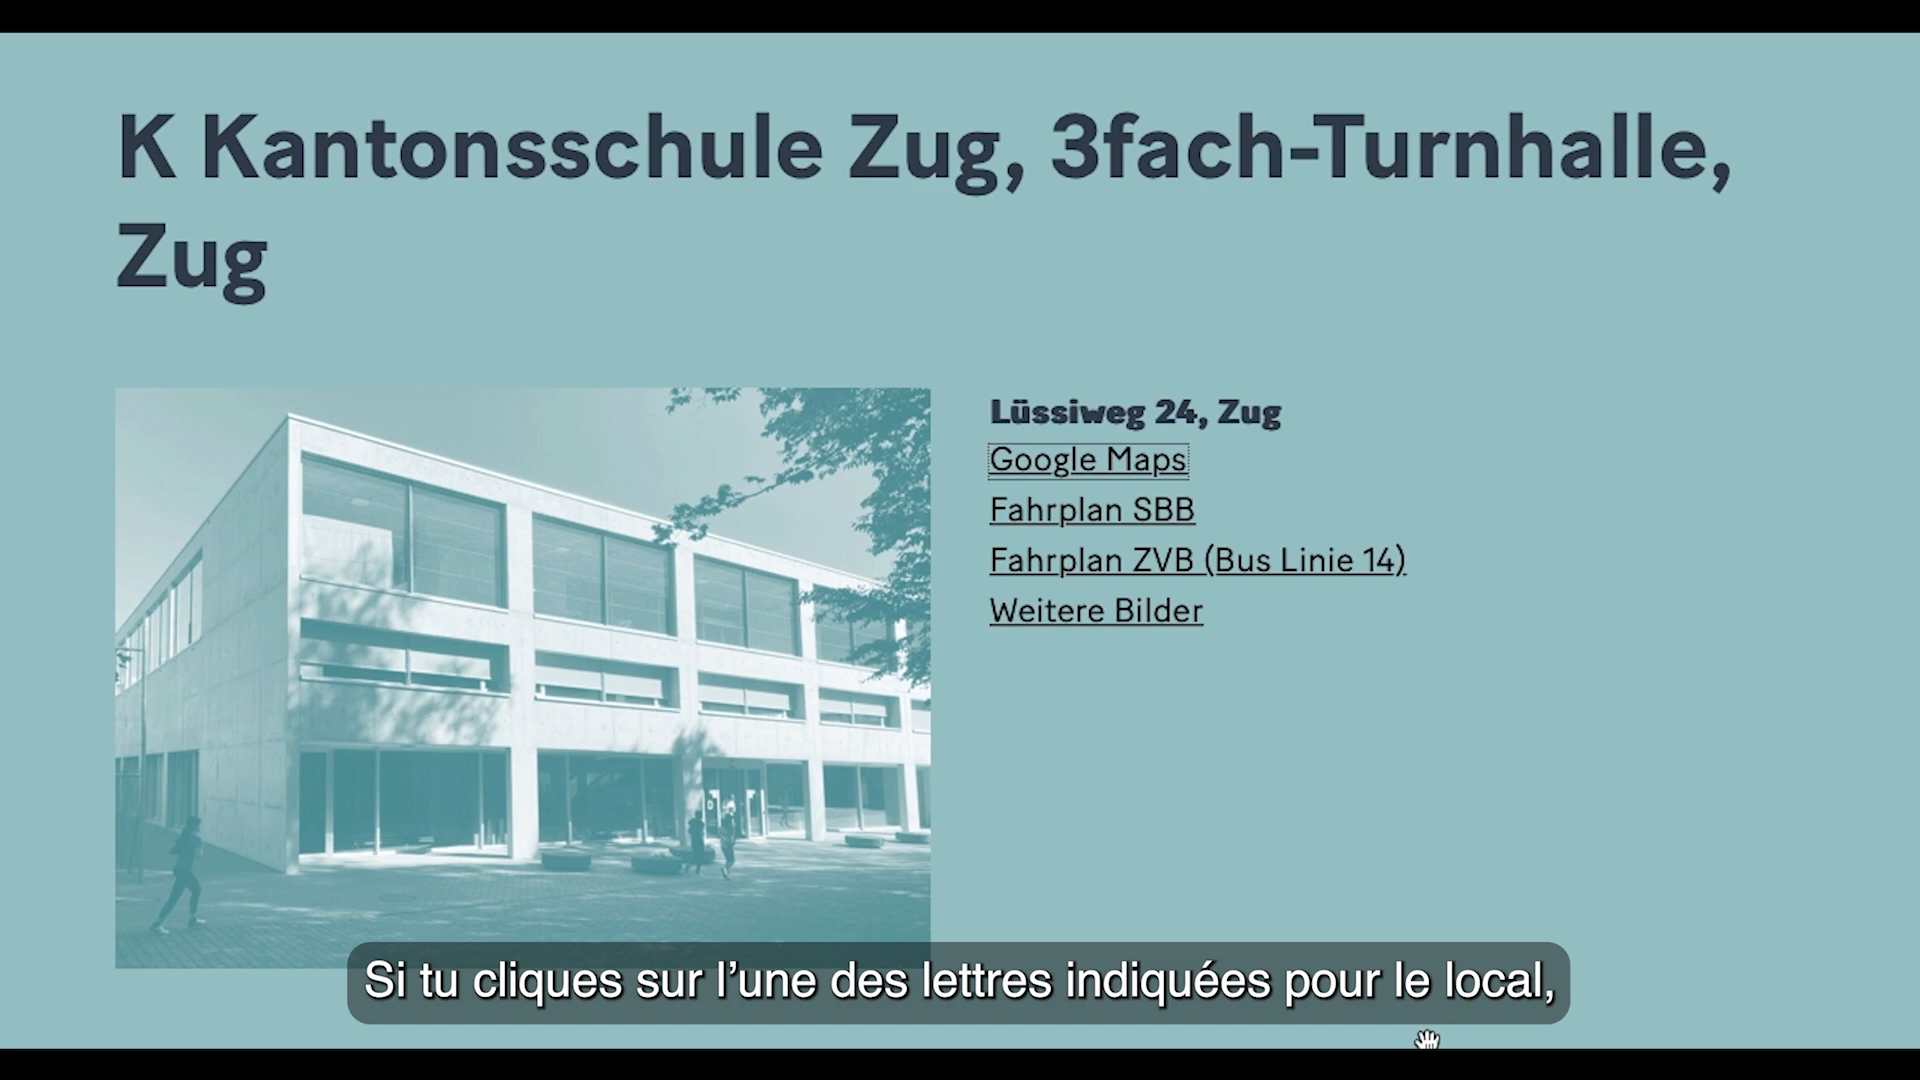 K Kantonsschule Zug, 3fach-Turnhalle,
Zug
Lüssiweg 24, Zug
Google Maps
Fahrplan SBB
Fahrplan ZVB (Bus Linie 14)
Weitere Bilder
Si tu cliques sur l’une des lettres indiquées pour le local,